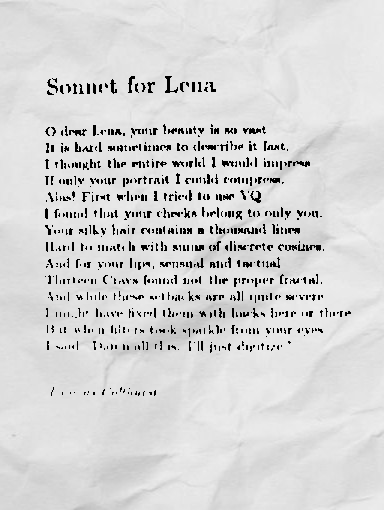 Sonnet for Lena
O dear Lena, your beauty is so vast
It is hard sometimes to describe it fast.
I thought the entire world I would impress
If only your portrait I could compress.
Alas! First when I tried to use VQ
I found that your cheeks belong to only you.
Your silky hair contains a thousand lines
Hard to match with sums of discrete cosines.
And for your lips, sensual and tactual
Thirteen Crays found not the proper fractal.
And while these setbacks are all quite severe
I might have fixed them with hacks here or there
But when filters took sparkle from your eyes
I said, "Damn all this. I'll just digitize."
Thomas Colthurst